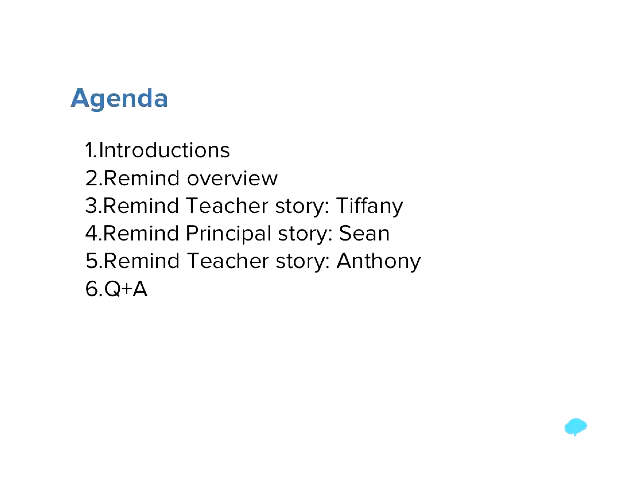 Agenda
1.Introductions
2.Remind overview
3.Remind Teacher story: Tiffany
4.Remind Principal story: Sean
5.Remind Teacher story: Anthony
6.Q+A